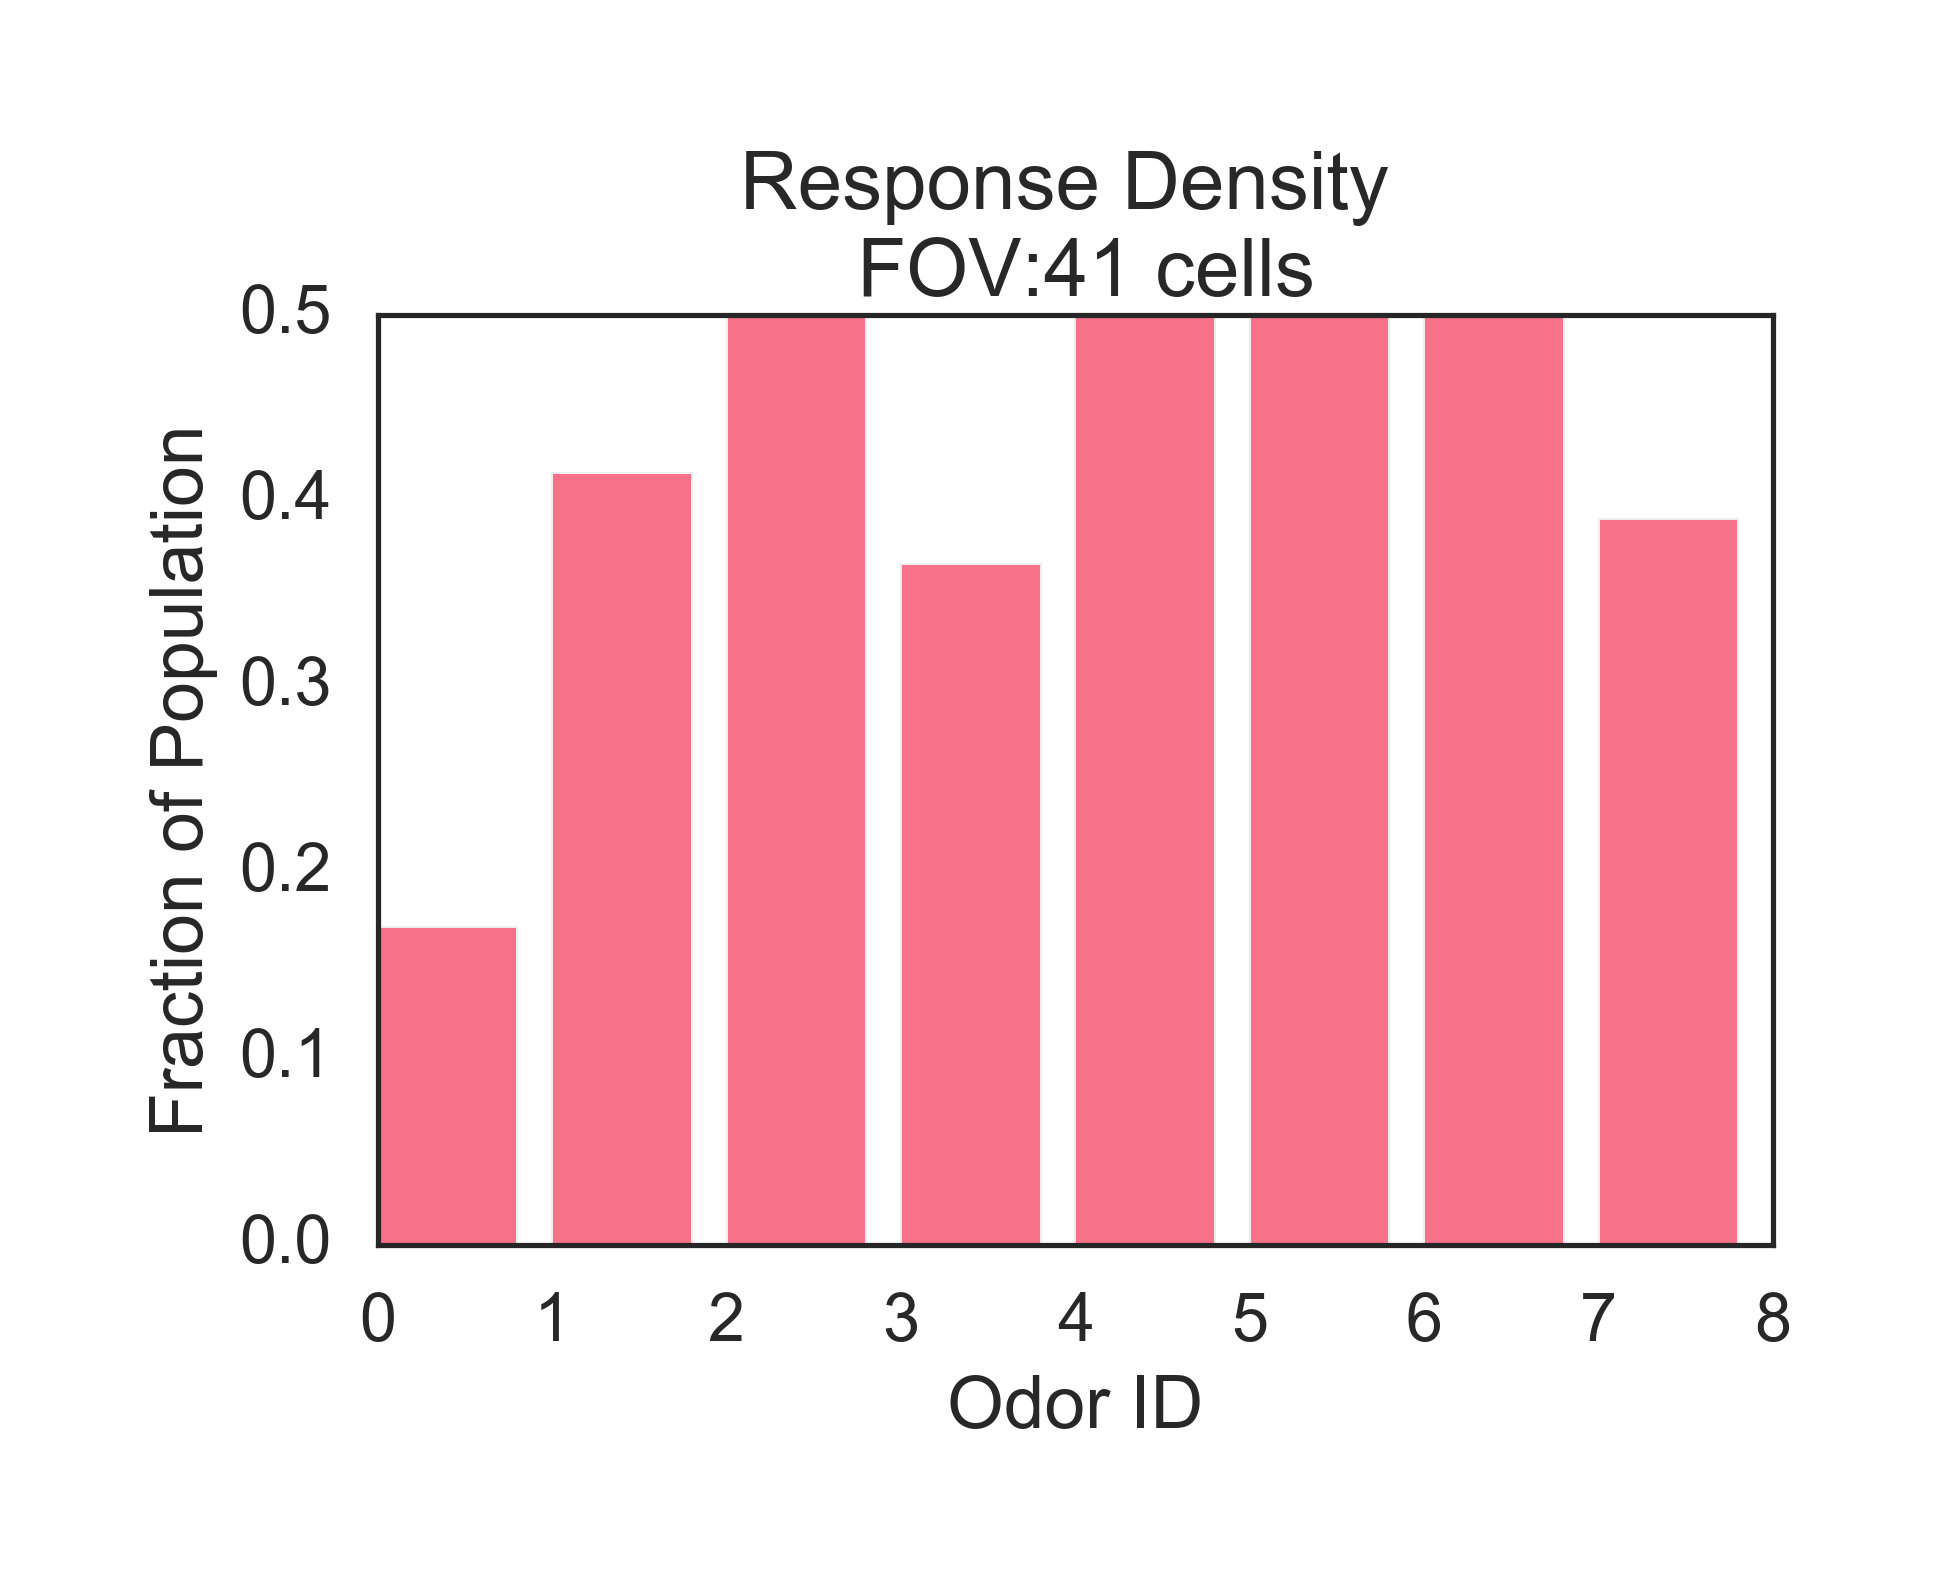 Response Density
FOV:41 cells
0.5
0.4
0.3
0.2
0.1
0.0
Fraction of Population
0 1 2 3 4 5 6 7 8
Odor ID